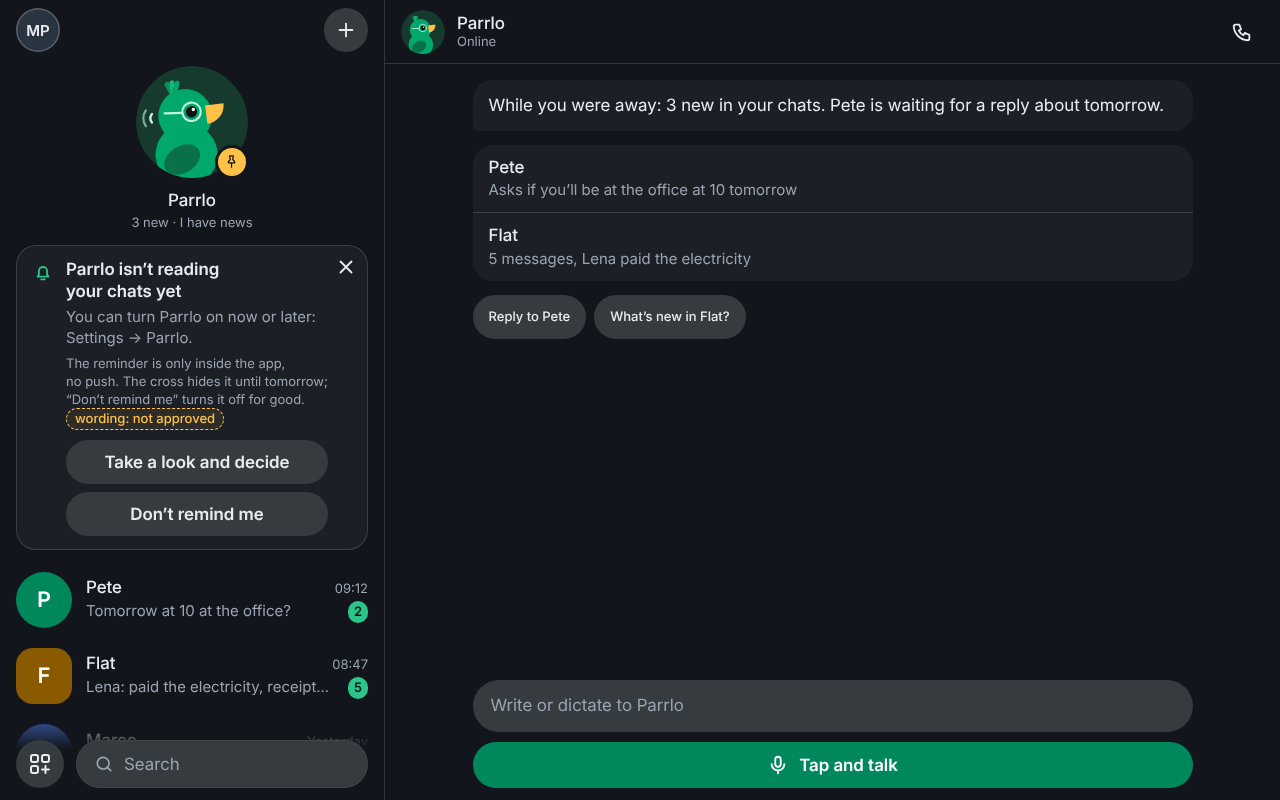 MP
Parrlo
3 new · I have news
Parrlo isn’t reading
your chats yet
You can turn Parrlo on now or later:
Settings → Parrlo.
The reminder is only inside the app,
no push. The cross hides it until tomorrow;
“Don’t remind me” turns it off for good.
wording: not approved
Take a look and decide
Don’t remind me
P
Pete
09:12
Tomorrow at 10 at the office?
2
F
Flat
08:47
Lena: paid the electricity, receipt...
5
Marco
Yesterday
Search
Parrlo
Online
While you were away: 3 new in your chats. Pete is waiting for a reply about tomorrow.
Pete
Asks if you’ll be at the office at 10 tomorrow
Flat
5 messages, Lena paid the electricity
Reply to Pete
What’s new in Flat?
Write or dictate to Parrlo
Tap and talk